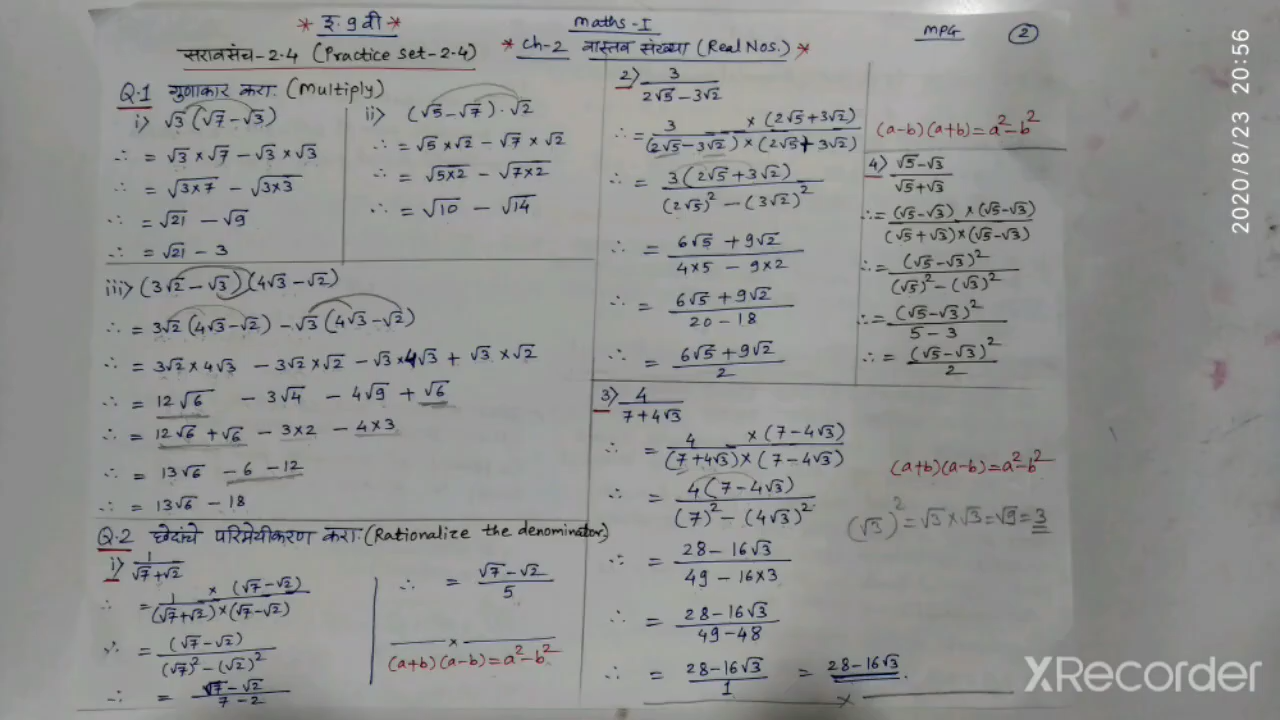 * इ. 9 वी *
Maths-I
MPG (2)
सरावसंच-2.4 (Practice set-2.4)
* ch-2 वास्तव संख्या (Real Nos.) *
Q.1 गुणाकार करा. (Multiply)
i) √3 (√7 - √3)
∴ = √3 × √7 - √3 × √3
∴ = √(3×7) - √(3×3)
∴ = √21 - √9
∴ = √21 - 3
ii) (√5 - √7) · √2
∴ = √5 × √2 - √7 × √2
∴ = √(5×2) - √(7×2)
∴ = √10 - √14
iii) (3√2 - √3)(4√3 - √2)
∴ = 3√2 (4√3 - √2) - √3 (4√3 - √2)
∴ = 3√2 × 4√3 - 3√2 × √2 - √3 × 4√3 + √3 × √2
∴ = 12√6 - 3√4 - 4√9 + √6
∴ = 12√6 + √6 - 3×2 - 4×3
∴ = 13√6 - 6 - 12
∴ = 13√6 - 18
Q.2 छेदांचे परिमेयीकरण करा. (Rationalize the denominator)
i) 1 / (√7 + √2)
∴ = 1 × (√7 - √2) / (√7 + √2) × (√7 - √2)
∴ = (√7 - √2) / (√7)² - (√2)²
∴ = (√7 - √2) / (7 - 2)
∴ = (√7 - √2) / 5
×
(a+b)(a-b) = a² - b²
2) 3 / (2√5 - 3√2)
∴ = 3 × (2√5 + 3√2) / (2√5 - 3√2) × (2√5 + 3√2)
∴ = 3(2√5 + 3√2) / (2√5)² - (3√2)²
∴ = (6√5 + 9√2) / (4×5 - 9×2)
∴ = (6√5 + 9√2) / (20 - 18)
∴ = (6√5 + 9√2) / 2
(a-b)(a+b) = a² - b²
3) 4 / (7 + 4√3)
∴ = 4 × (7 - 4√3) / (7 + 4√3) × (7 - 4√3)
∴ = 4(7 - 4√3) / (7)² - (4√3)²
∴ = (28 - 16√3) / (49 - 16×3)
∴ = (28 - 16√3) / (49 - 48)
∴ = (28 - 16√3) / 1 = 28 - 16√3.
×
(a+b)(a-b) = a² - b²
(√3)² = √3 × √3 = √9 = 3
4) (√5 - √3) / (√5 + √3)
∴ = (√5 - √3) × (√5 - √3) / (√5 + √3) × (√5 - √3)
∴ = (√5 - √3)² / (√5)² - (√3)²
∴ = (√5 - √3)² / (5 - 3)
∴ = (√5 - √3)² / 2
2020/8/23 20:56
XRecorder